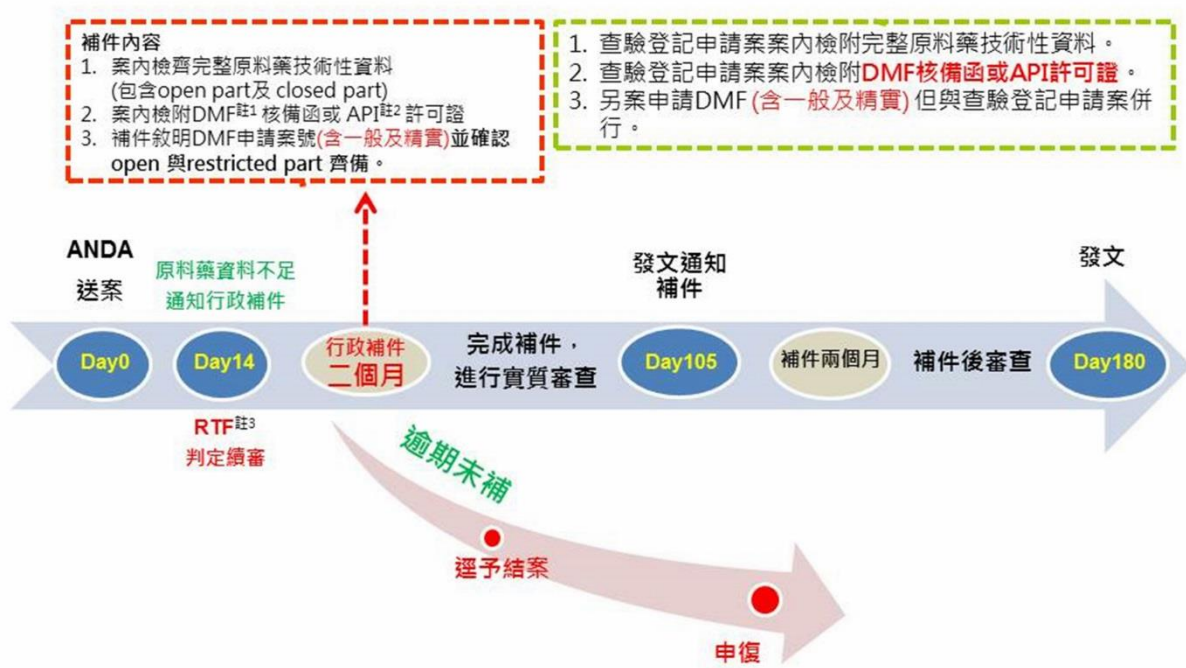 補件內容
1. 案內檢齊完整原料藥技術性資料
(包含open part及 closed part)
2. 案內檢附DMF註1 核備函或 API註2 許可證
3. 補件敘明DMF申請案號(含一般及精實)並確認
open 與restricted part 齊備。
1. 查驗登記申請案案內檢附完整原料藥技術性資料。
2. 查驗登記申請案案內檢附DMF核備函或API許可證。
3. 另案申請DMF (含一般及精實) 但與查驗登記申請案併
行。
ANDA
送案
原料藥資料不足
通知行政補件
發文通知
補件
發文
Day0
Day14
行政補件
二個月
完成補件，
進行實質審查
Day105
補件兩個月
補件後審查
Day180
RTF註3
判定續審
逾期未補
逕予結案
申復